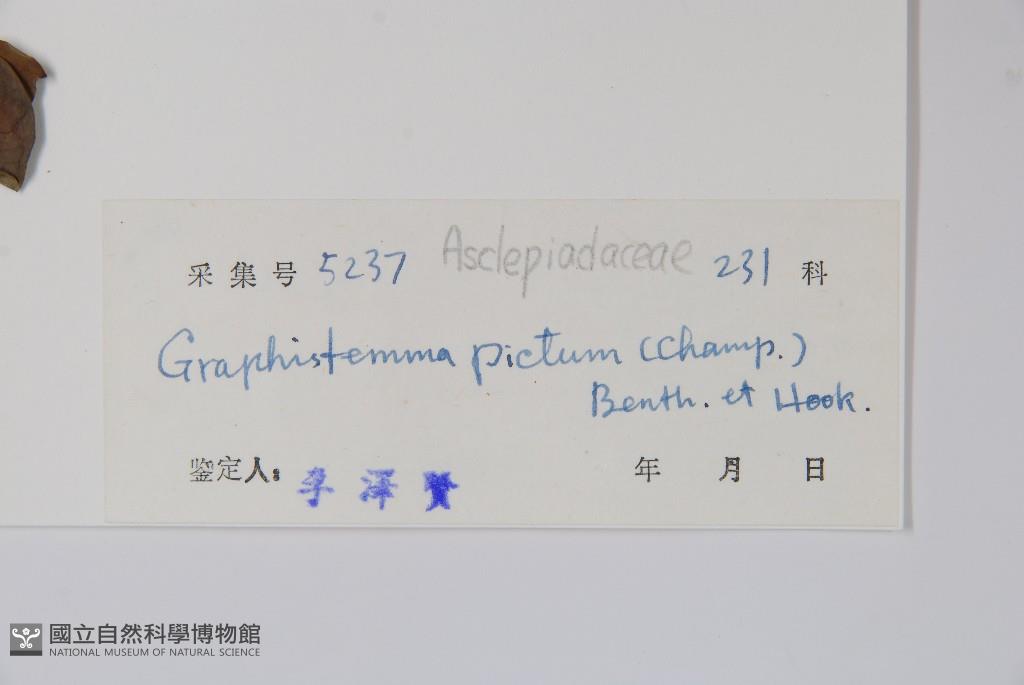 采集号 5237 Asclepiadaceae 231 科
Graphistemma pictum (Champ.)
Benth. et Hook.
鉴定人: 李泽贤 年 月 日
國立自然科學博物館
NATIONAL MUSEUM OF NATURAL SCIENCE